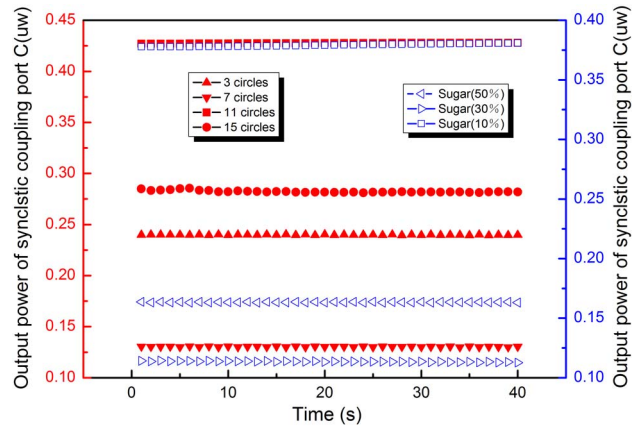 Output power of synclstic coupling port C(uw)
0.45
0.40
0.35
0.30
0.25
0.20
0.15
0.10
3 circles
7 circles
11 circles
15 circles
Sugar(50%)
Sugar(30%)
Sugar(10%)
0.40
0.35
0.30
0.25
0.20
0.15
0.10
Output power of synclstic coupling port C(uw)
0 10 20 30 40
Time (s)